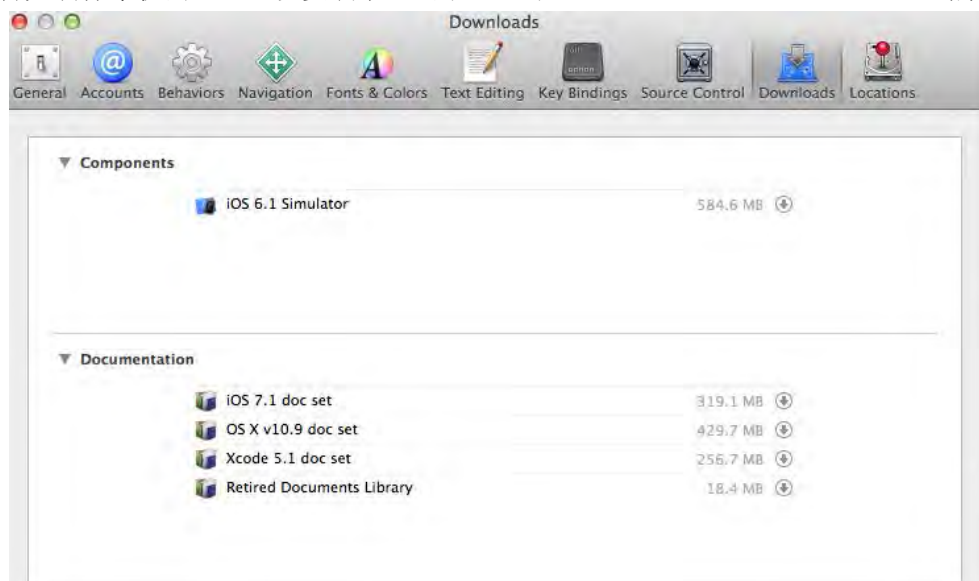 Downloads
General Accounts Behaviors Navigation Fonts & Colors Text Editing Key Bindings Source Control Downloads Locations
Components
iOS 6.1 Simulator 584.6 MB
Documentation
iOS 7.1 doc set 319.1 MB
OS X v10.9 doc set 429.7 MB
Xcode 5.1 doc set 256.7 MB
Retired Documents Library 18.4 MB